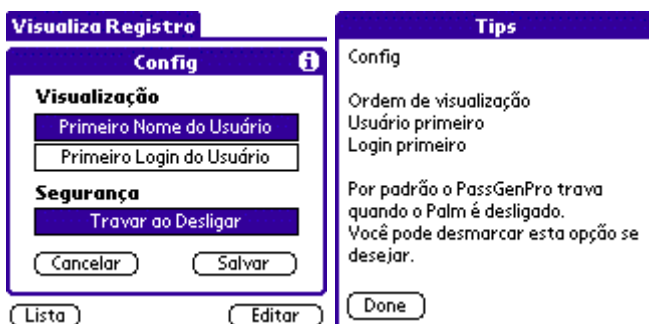 Visualiza Registro
Config
Visualização
Primeiro Nome do Usuário
Primeiro Login do Usuário
Segurança
Travar ao Desligar
Cancelar
Salvar
Lista
Editar
Tips
Config
Ordem de visualização
Usuário primeiro
Login primeiro
Por padrão o PassGenPro trava
quando o Palm é desligado.
Você pode desmarcar esta opção se
desejar.
Done